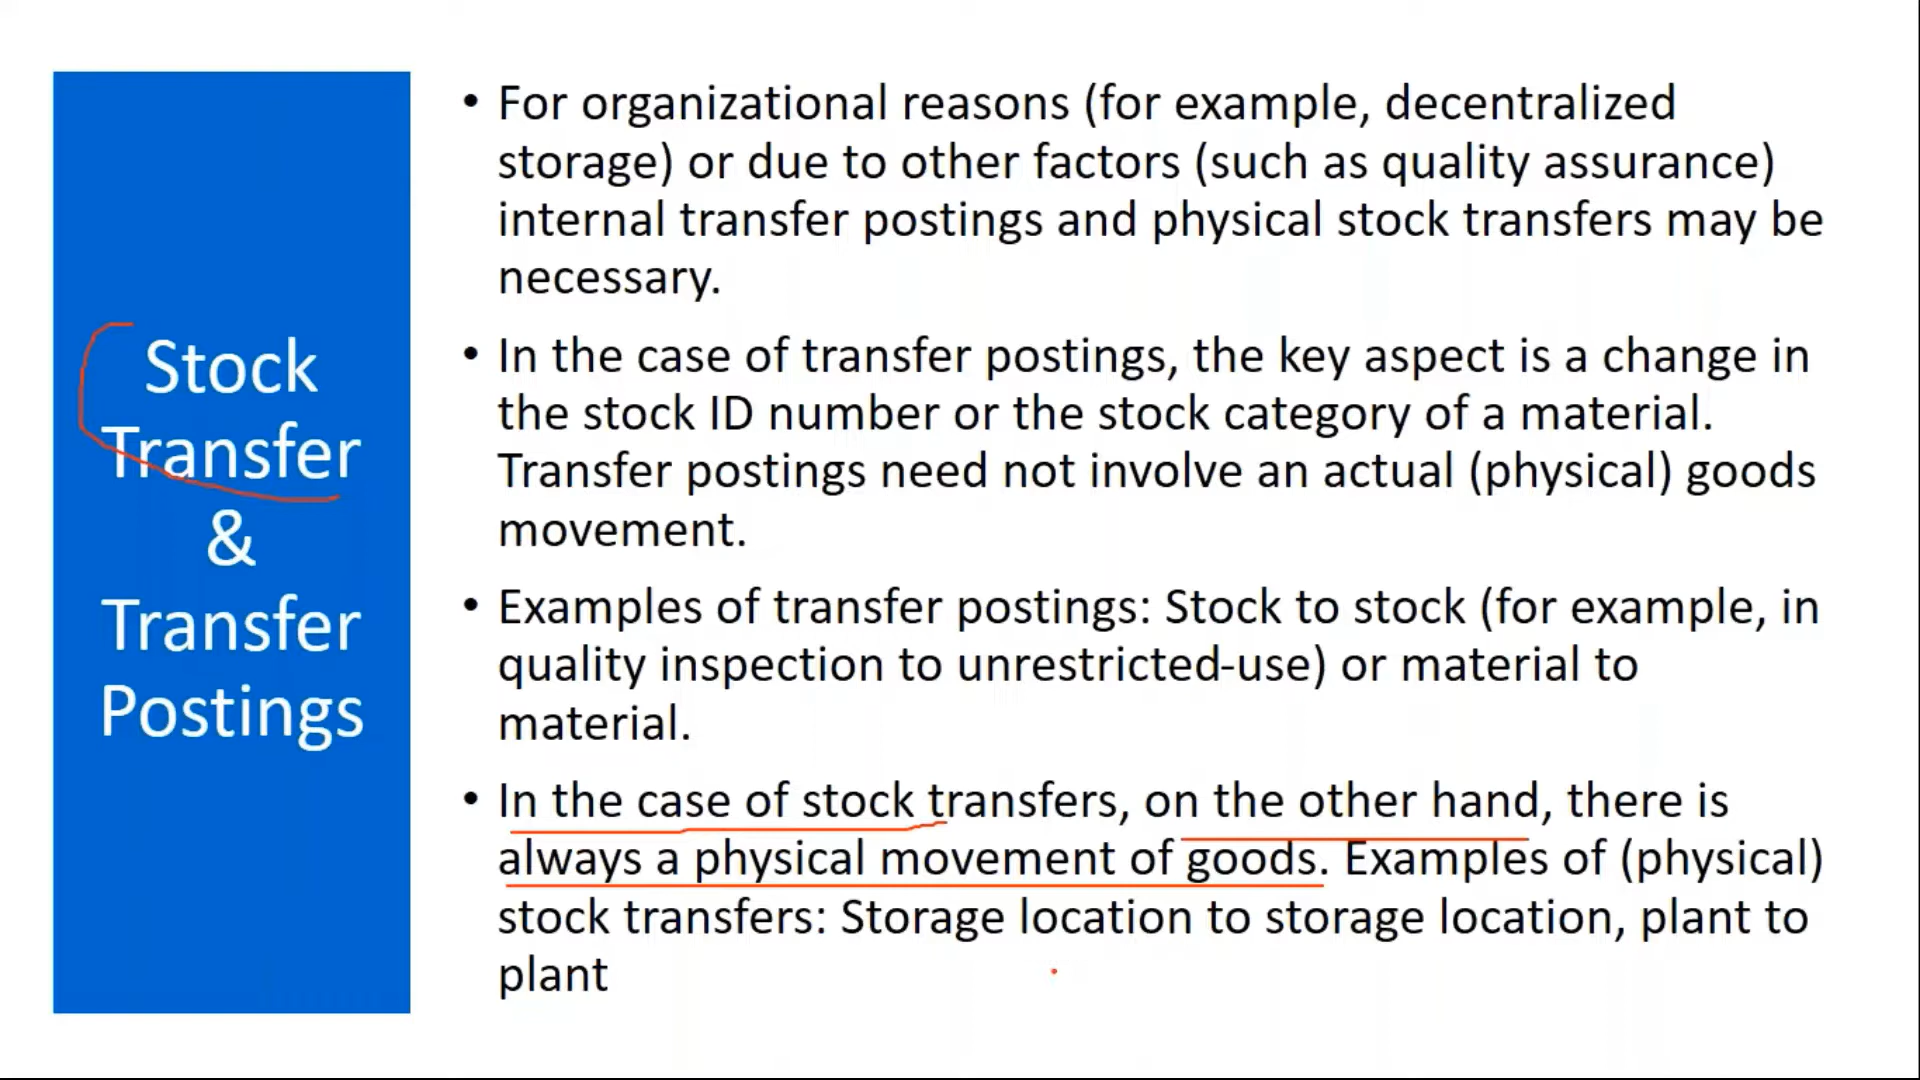 Stock
Transfer
&
Transfer
Postings
• For organizational reasons (for example, decentralized
storage) or due to other factors (such as quality assurance)
internal transfer postings and physical stock transfers may be
necessary.
• In the case of transfer postings, the key aspect is a change in
the stock ID number or the stock category of a material.
Transfer postings need not involve an actual (physical) goods
movement.
• Examples of transfer postings: Stock to stock (for example, in
quality inspection to unrestricted-use) or material to
material.
• In the case of stock transfers, on the other hand, there is
always a physical movement of goods. Examples of (physical)
stock transfers: Storage location to storage location, plant to
plant